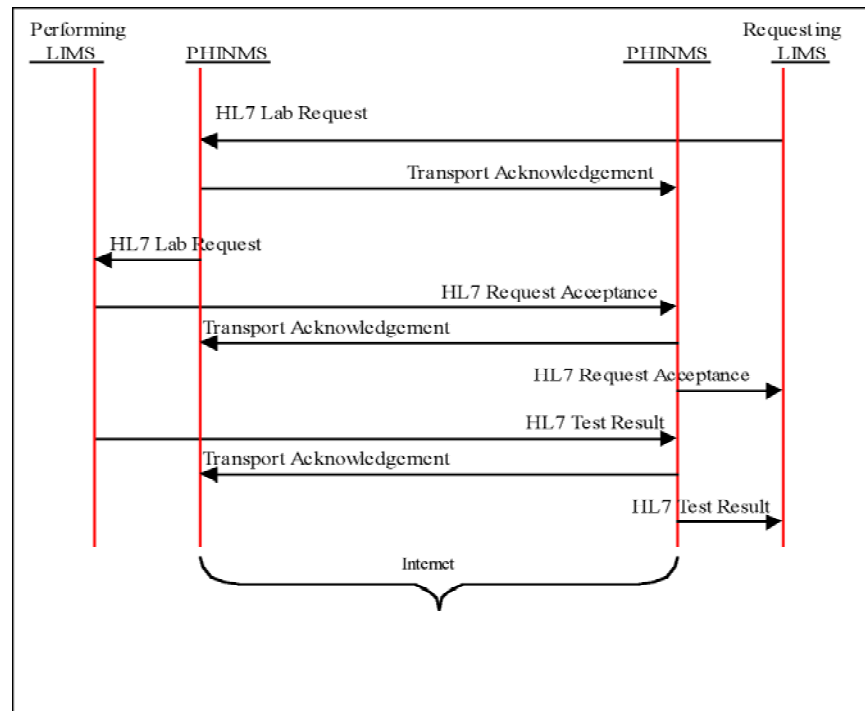 Performing
LIMS
PHINMS
PHINMS
Requesting
LIMS
HL7 Lab Request
Transport Acknowledgement
HL7 Lab Request
HL7 Request Acceptance
Transport Acknowledgement
HL7 Request Acceptance
HL7 Test Result
Transport Acknowledgement
HL7 Test Result
Internet